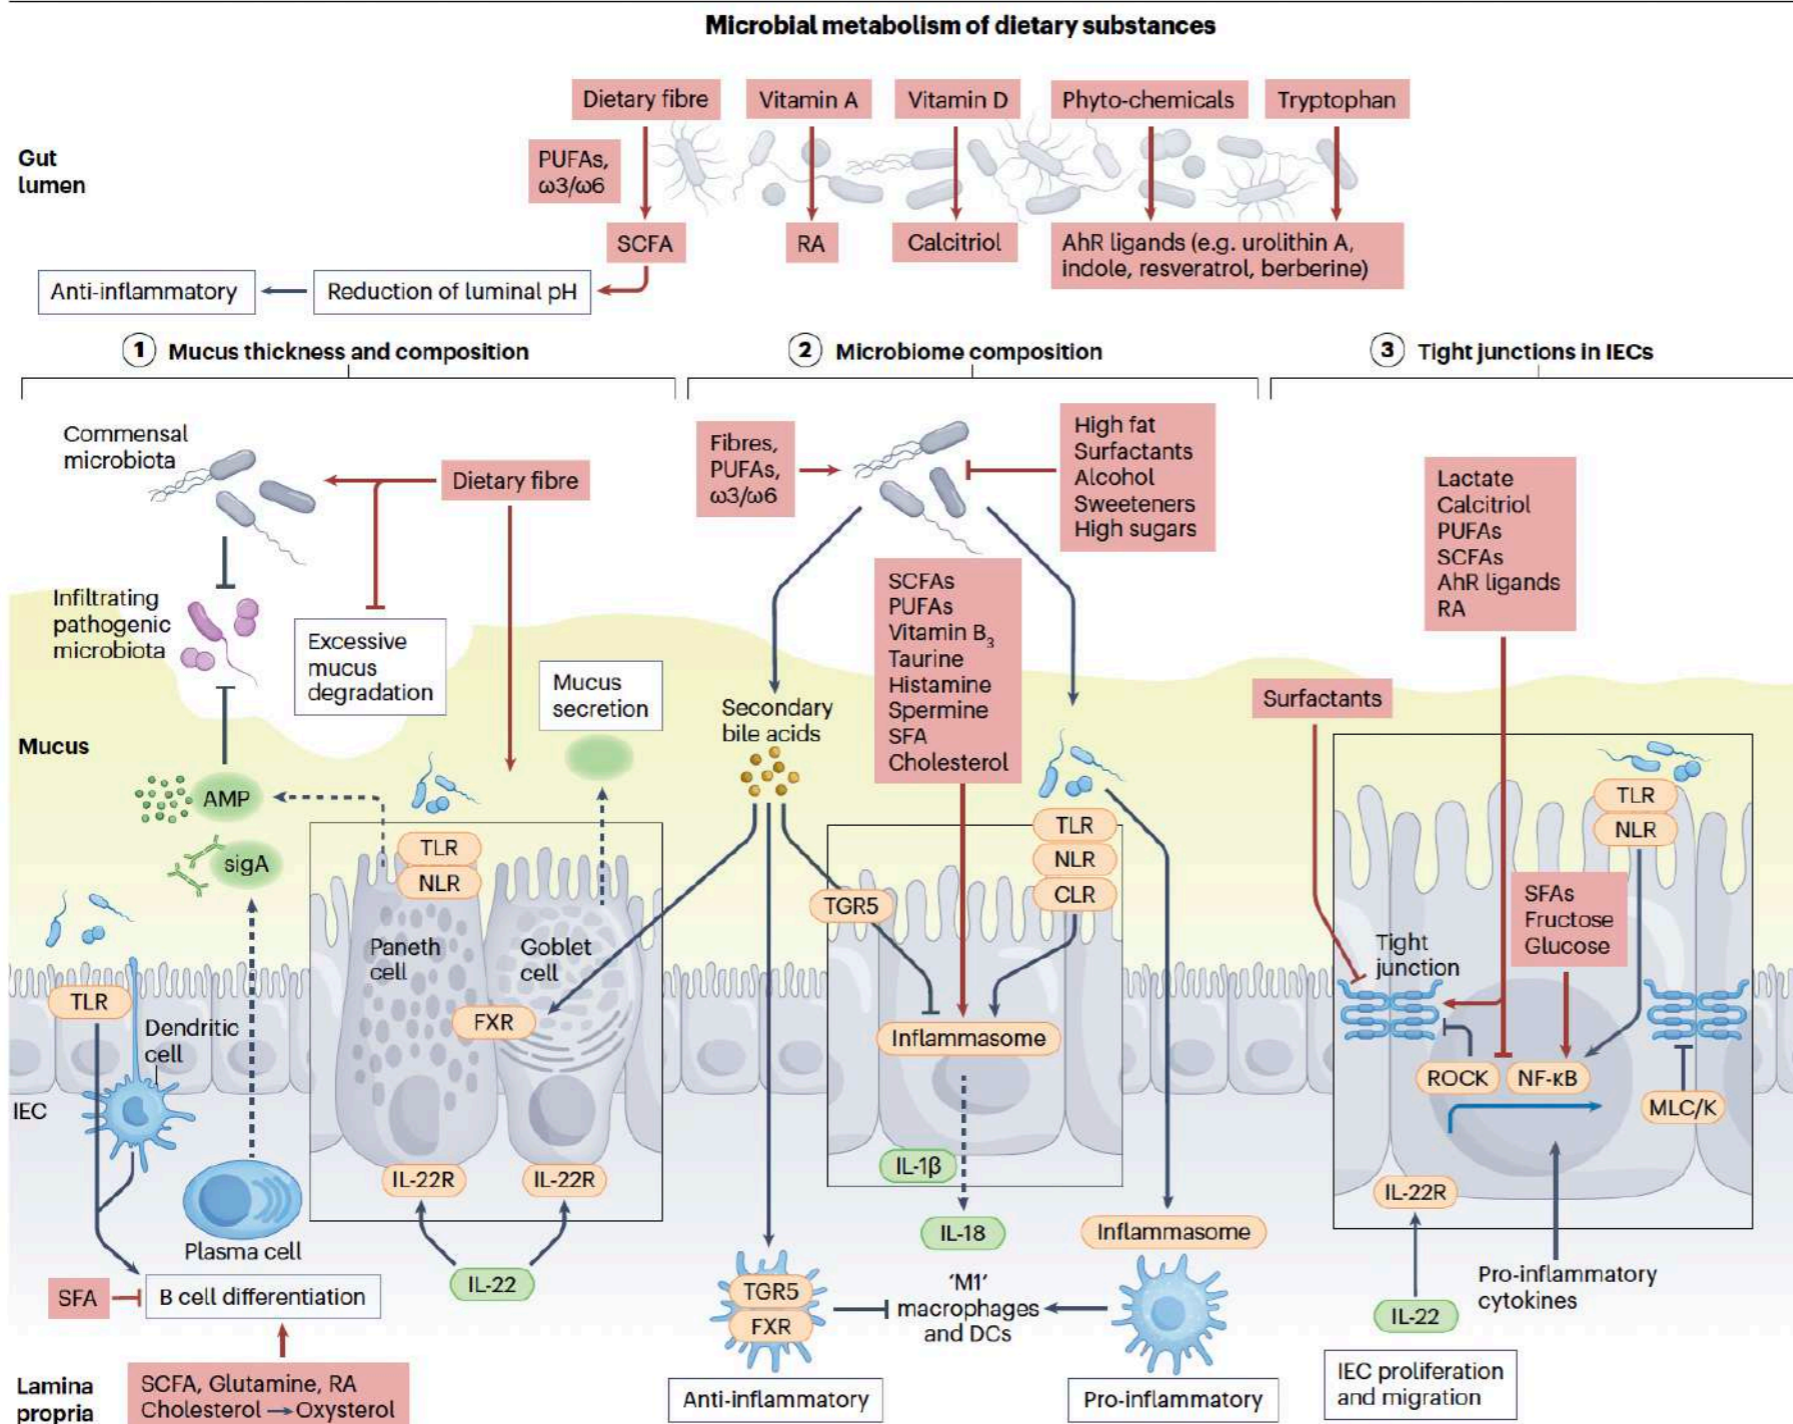 Microbial metabolism of dietary substances
Gut
lumen
Dietary fibre
Vitamin A
Vitamin D
Phyto-chemicals
Tryptophan
PUFAs,
ω3/ω6
SCFA
RA
Calcitriol
AhR ligands (e.g. urolithin A,
indole, resveratrol, berberine)
Anti-inflammatory
Reduction of luminal pH
1 Mucus thickness and composition
2 Microbiome composition
3 Tight junctions in IECs
Commensal
microbiota
Dietary fibre
Infiltrating
pathogenic
microbiota
Excessive
mucus
degradation
Mucus
secretion
Mucus
AMP
sigA
TLR
NLR
Paneth
cell
Goblet
cell
FXR
TLR
Dendritic
cell
IEC
Plasma cell
IL-22R
IL-22R
IL-22
SFA
B cell differentiation
Lamina
propria
SCFA, Glutamine, RA
Cholesterol → Oxysterol
Fibres,
PUFAs,
ω3/ω6
High fat
Surfactants
Alcohol
Sweeteners
High sugars
SCFAs
PUFAs
Vitamin B₃
Taurine
Histamine
Spermine
SFA
Cholesterol
Secondary
bile acids
TLR
NLR
CLR
TGR5
Inflammasome
IL-1β
IL-18
Inflammasome
TGR5
FXR
'M1'
macrophages
and DCs
Anti-inflammatory
Pro-inflammatory
Lactate
Calcitriol
PUFAs
SCFAs
AhR ligands
RA
Surfactants
TLR
NLR
SFAs
Fructose
Glucose
Tight
junction
ROCK
NF-κB
MLC/K
IL-22R
IL-22
Pro-inflammatory
cytokines
IEC proliferation
and migration